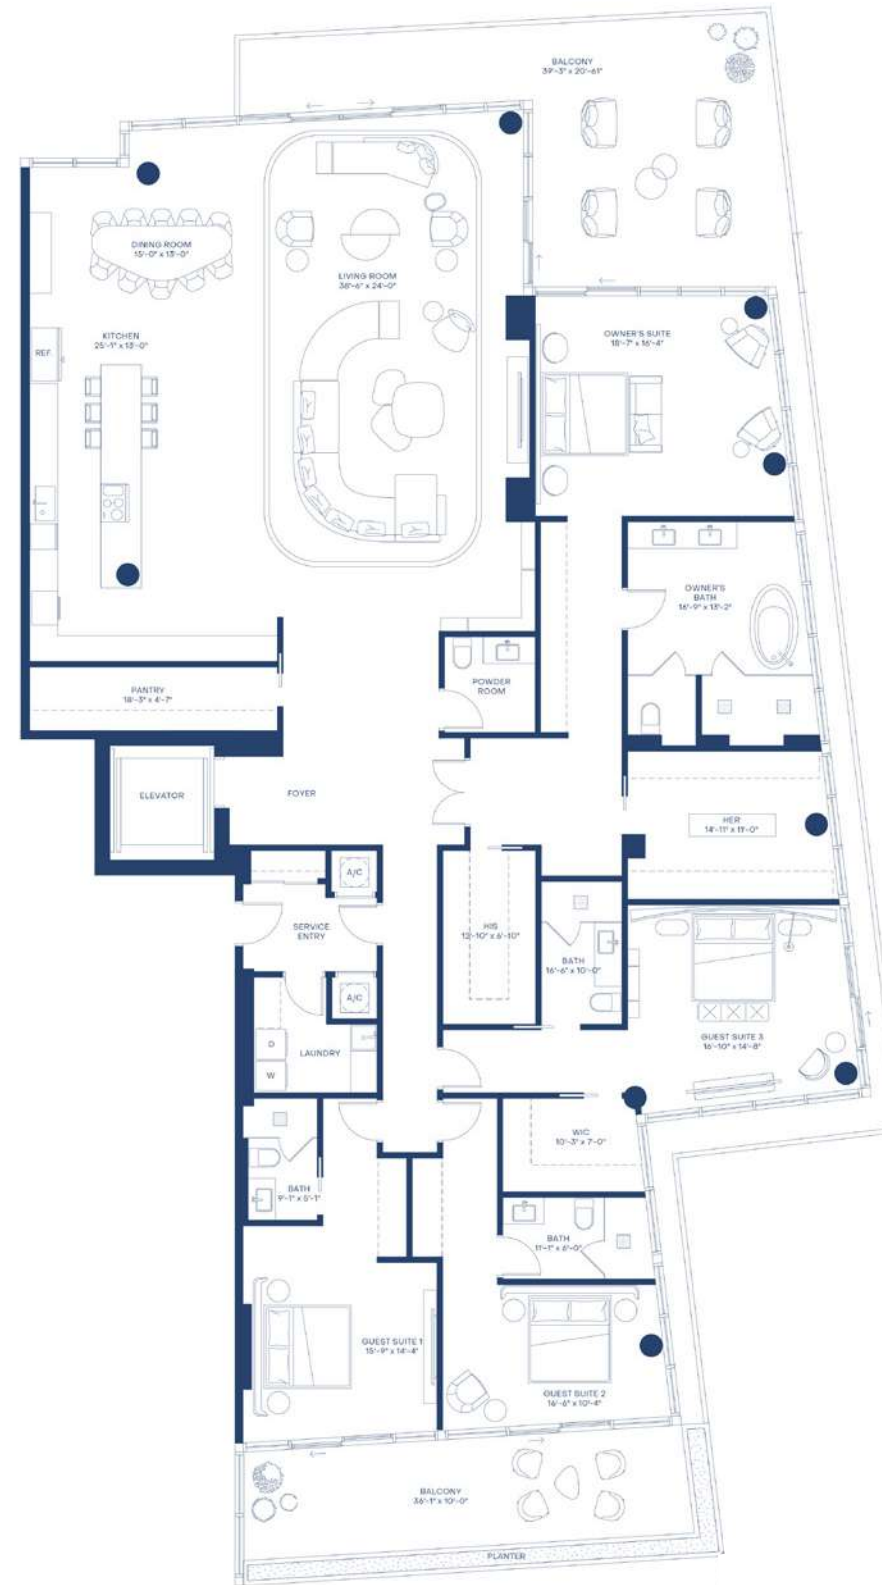 BALCONY
39'-3" x 20'-61"
DINING ROOM
15'-0" x 13'-0"
LIVING ROOM
38'-6" x 24'-0"
KITCHEN
25'-1" x 13'-0"
REF.
OWNER'S SUITE
18'-7" x 16'-4"
OWNER'S
BATH
16'-9" x 13'-2"
PANTRY
18'-3" x 4'-7"
POWDER
ROOM
ELEVATOR
FOYER
HER
14'-11" x 11'-0"
A/C
SERVICE
ENTRY
HIS
12'-10" x 6'-10"
BATH
16'-6" x 10'-0"
A/C
GUEST SUITE 3
16'-10" x 14'-8"
D
LAUNDRY
W
WIC
10'-3" x 7'-0"
BATH
9'-1" x 5'-1"
BATH
11'-1" x 6'-0"
GUEST SUITE 1
15'-9" x 14'-4"
GUEST SUITE 2
16'-6" x 10'-4"
BALCONY
36'-1" x 10'-0"
PLANTER